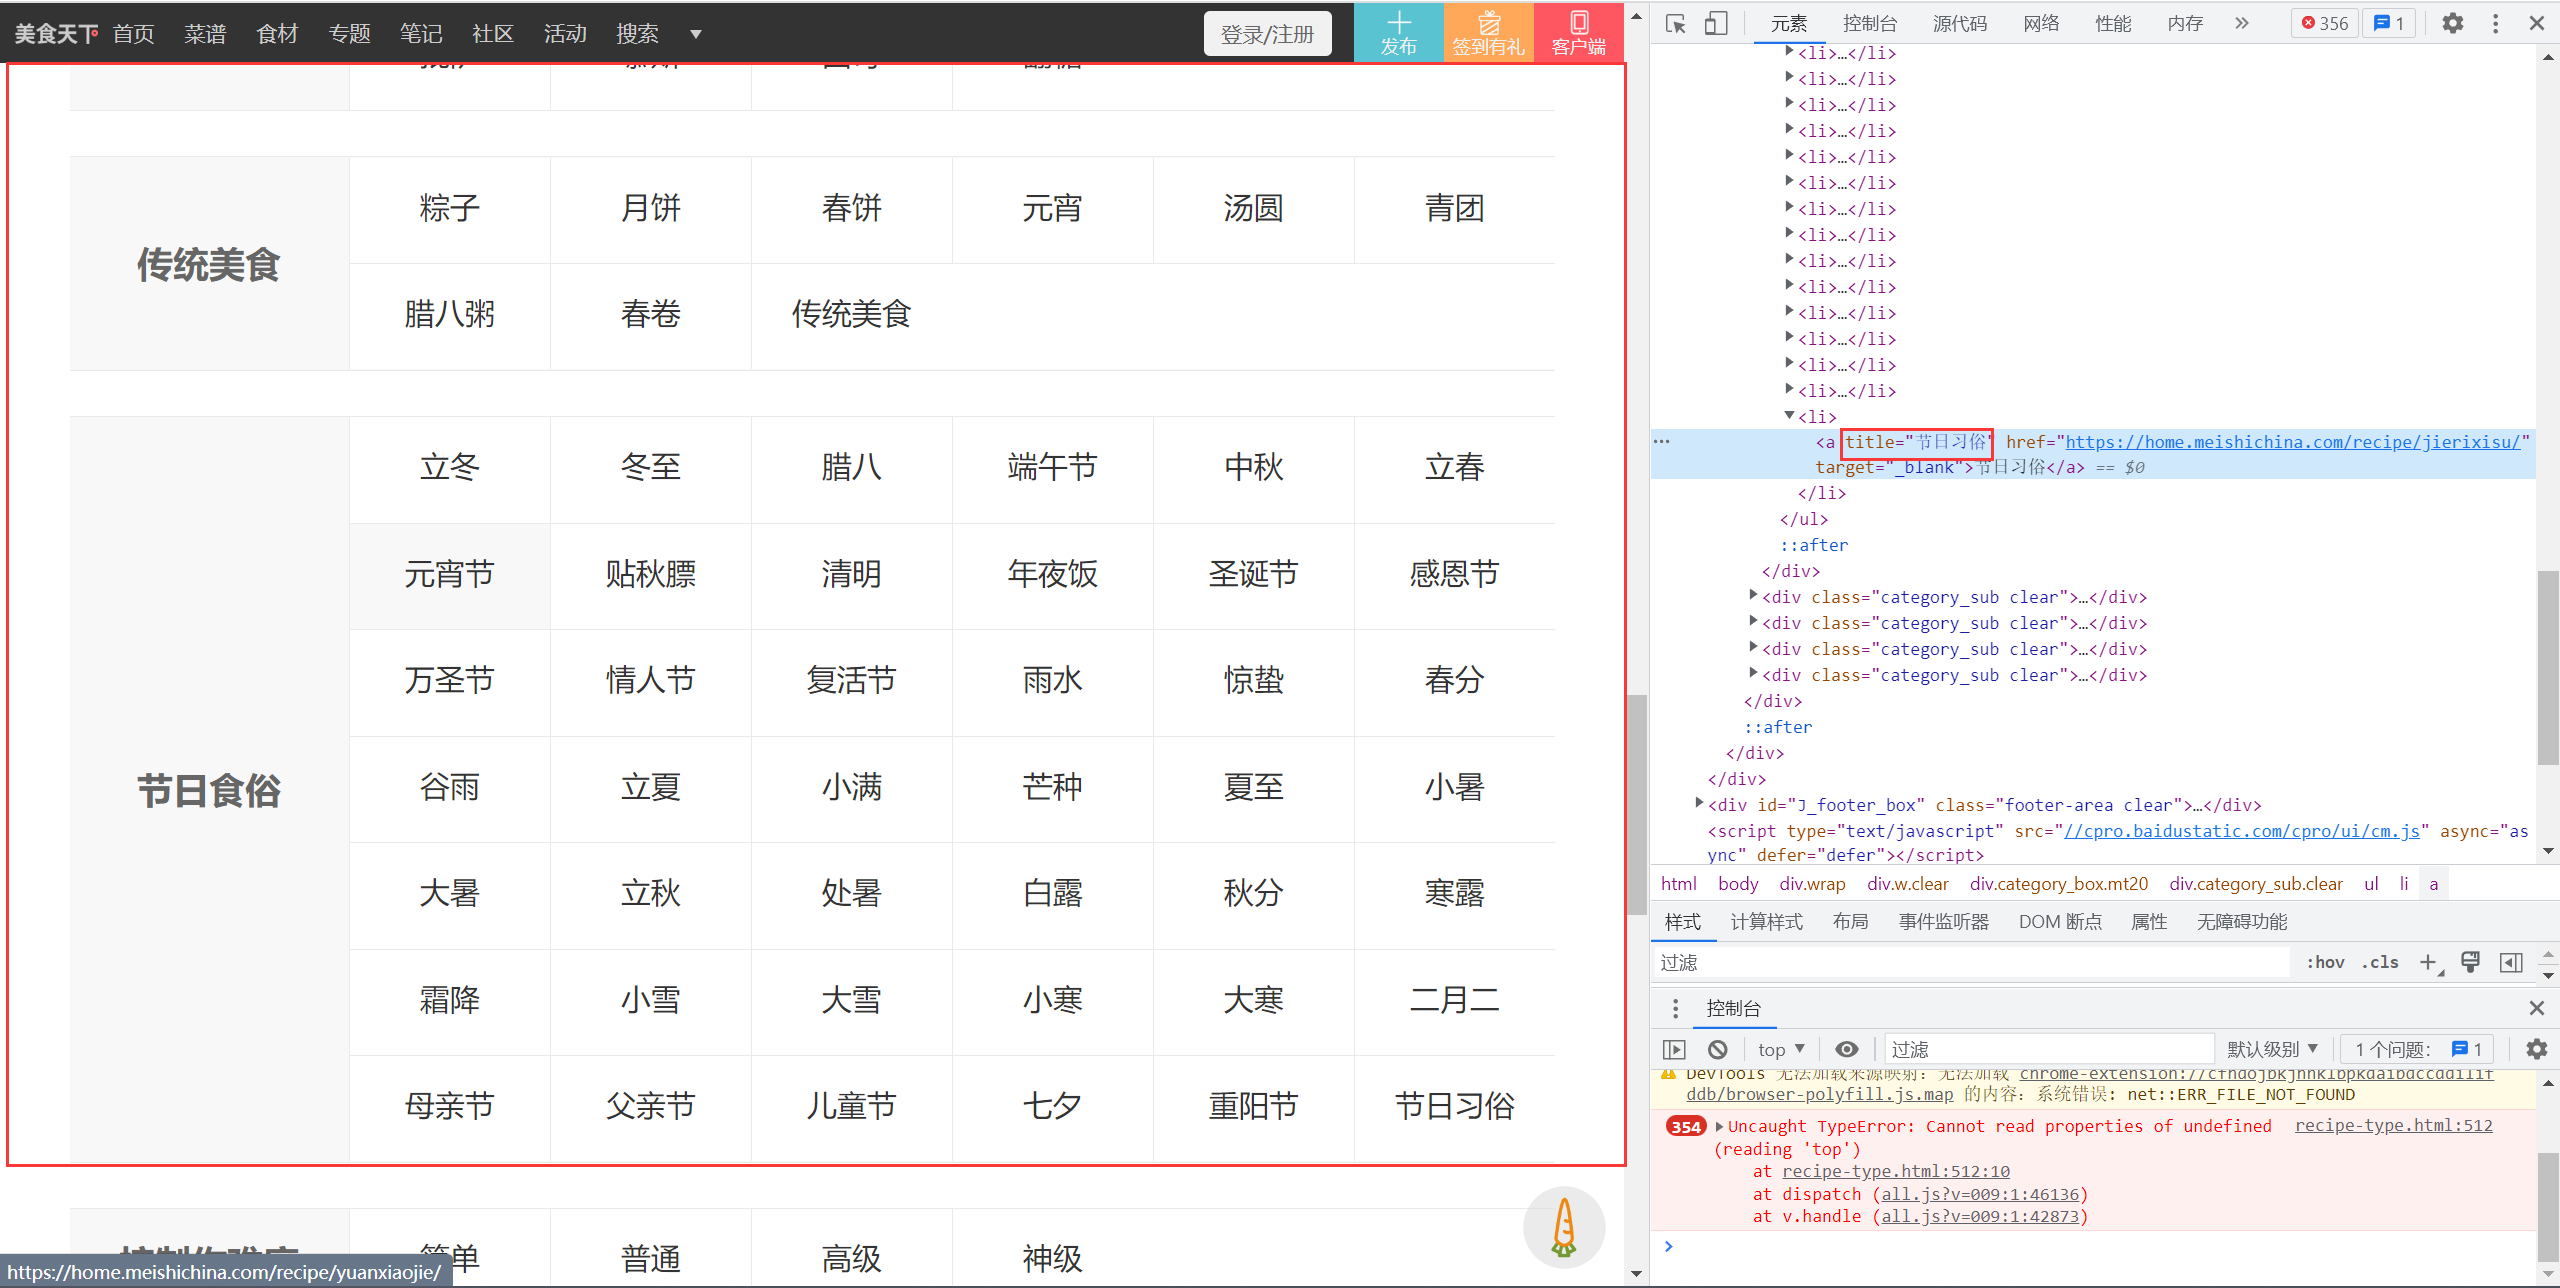 美食天下 首页 菜谱 食材 专题 笔记 社区 活动 搜索 ▼ 登录/注册 发布 签到有礼 客户端
传统美食
粽子 月饼 春饼 元宵 汤圆 青团
腊八粥 春卷 传统美食
节日食俗
立冬 冬至 腊八 端午节 中秋 立春
元宵节 贴秋膘 清明 年夜饭 圣诞节 感恩节
万圣节 情人节 复活节 雨水 惊蛰 春分
谷雨 立夏 小满 芒种 夏至 小暑
大暑 立秋 处暑 白露 秋分 寒露
霜降 小雪 大雪 小寒 大寒 二月二
母亲节 父亲节 儿童节 七夕 重阳节 节日习俗
简单 普通 高级 神级
https://home.meishichina.com/recipe/yuanxiaojie/
元素 控制台 源代码 网络 性能 内存 » 356 1
<li>…</li>
<li>…</li>
<li>…</li>
<li>…</li>
<li>…</li>
<li>…</li>
<li>…</li>
<li>…</li>
<li>…</li>
<li>…</li>
<li>…</li>
<li>…</li>
<li>…</li>
<li>…</li>
<li>
<a title="节日习俗" href="https://home.meishichina.com/recipe/jierixisu/"
target="_blank">节日习俗</a> == $0
</li>
</ul>
::after
</div>
<div class="category_sub clear">…</div>
<div class="category_sub clear">…</div>
<div class="category_sub clear">…</div>
<div class="category_sub clear">…</div>
</div>
::after
</div>
</div>
<div id="J_footer_box" class="footer-area clear">…</div>
<script type="text/javascript" src="//cpro.baidustatic.com/cpro/ui/cm.js" async="as
ync" defer="defer"></script>
html body div.wrap div.w.clear div.category_box.mt20 div.category_sub.clear ul li a
样式 计算样式 布局 事件监听器 DOM 断点 属性 无障碍功能
过滤 :hov .cls
控制台
top ▼ 过滤 默认级别 ▼ 1 个问题: 1
DevTools 无法加载来源映射: 无法加载 chrome-extension://cfhdojbkjhnklbpkdaibdccddilif
ddb/browser-polyfill.js.map 的内容: 系统错误: net::ERR_FILE_NOT_FOUND
354 Uncaught TypeError: Cannot read properties of undefined recipe-type.html:512
(reading 'top')
at recipe-type.html:512:10
at dispatch (all.js?v=009:1:46136)
at v.handle (all.js?v=009:1:42873)